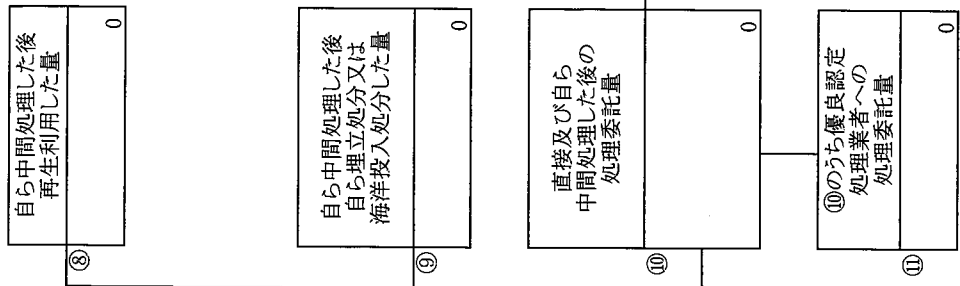 自ら中間処理した後
再生利用した量
0
⑧
自ら中間処理した後
自ら埋立処分又は
海洋投入処分した量
0
⑨
直接及び自ら
中間処理した後の
処理委託量
0
⑩
⑩のうち優良認定
処理業者への
処理委託量
0
⑪